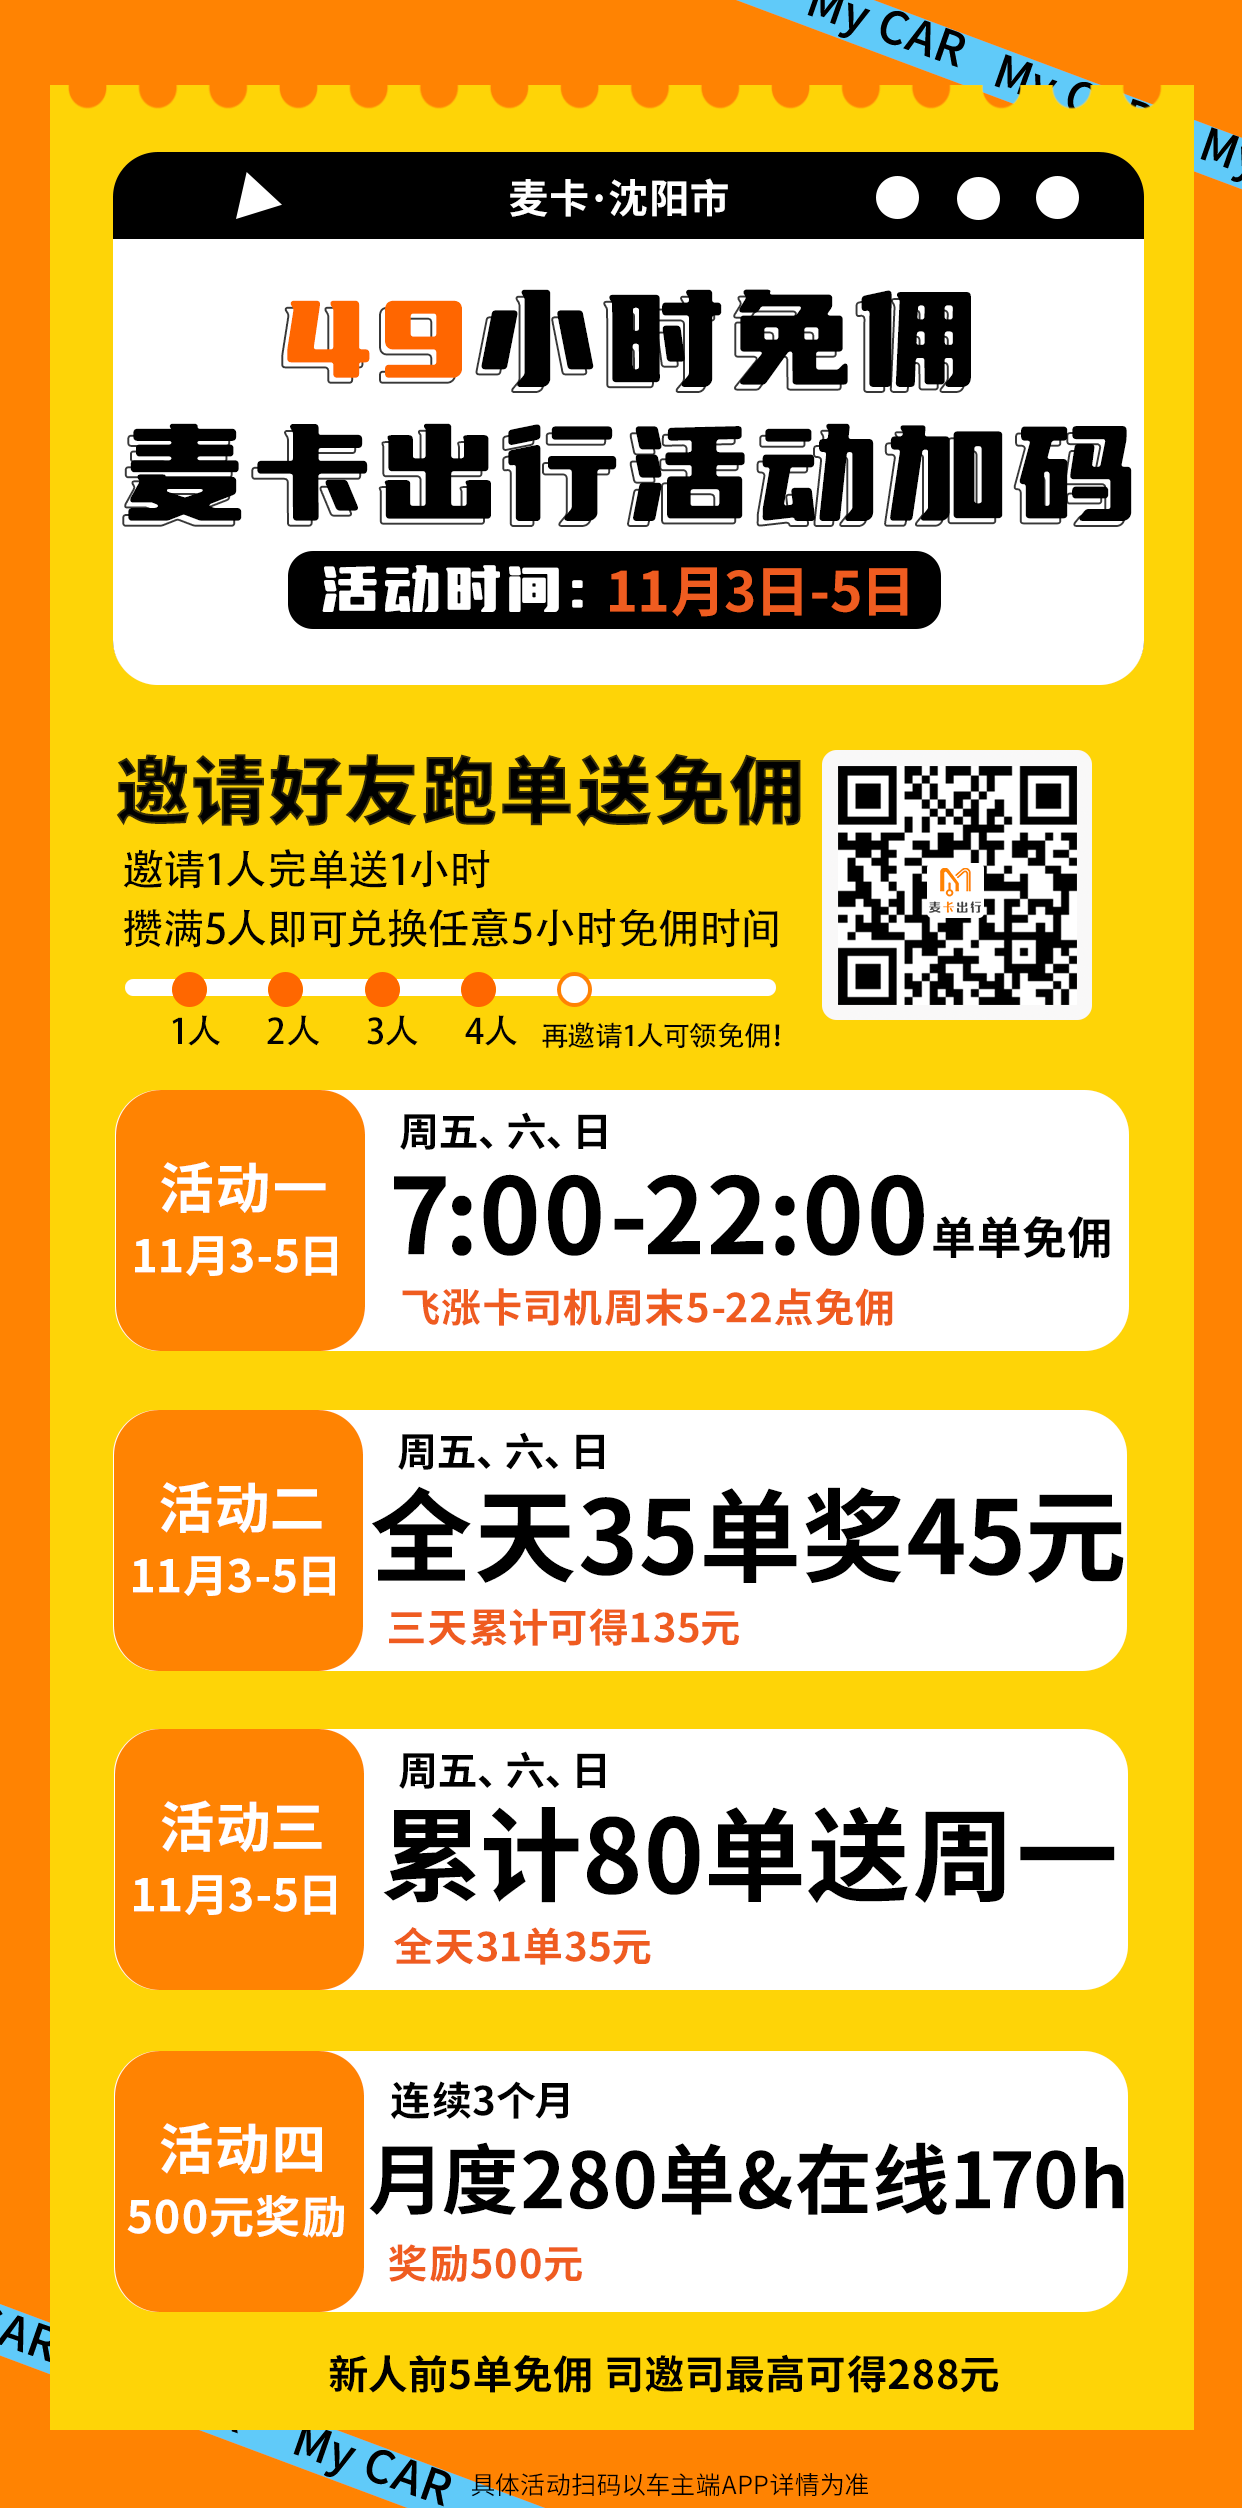 My CAR
My C
My
麦卡·沈阳市
49小时免佣
麦卡出行活动加码
活动时间：11月3日-5日
邀请好友跑单送免佣
邀请1人完单送1小时
攒满5人即可兑换任意5小时免佣时间
1人 2人 3人 4人 再邀请1人可领免佣!
麦卡出行
周五、六、日
活动一
7:00-22:00单单免佣
11月3-5日
飞涨卡司机周末5-22点免佣
周五、六、日
活动二
全天35单奖45元
11月3-5日
三天累计可得135元
周五、六、日
活动三
累计80单送周一
11月3-5日
全天31单35元
连续3个月
活动四
月度280单&在线170h
500元奖励
奖励500元
CAR
新人前5单免佣 司邀司最高可得288元
My CAR
具体活动扫码以车主端APP详情为准